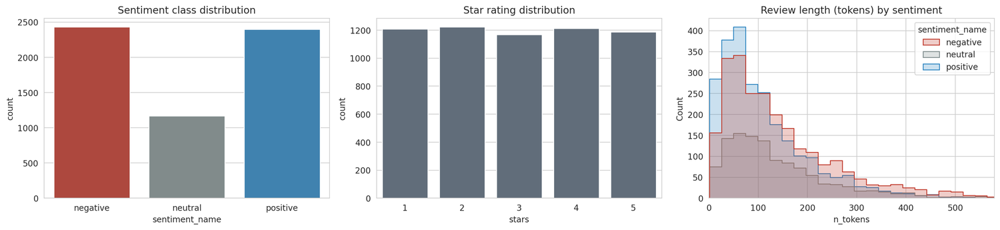 Sentiment class distribution
2500
2000
1500
1000
500
0
count
negative
neutral
positive
sentiment_name
Star rating distribution
1200
1000
800
600
400
200
0
count
1
2
3
4
5
stars
Review length (tokens) by sentiment
400
350
300
250
200
150
100
50
0
Count
sentiment_name
negative
neutral
positive
0
100
200
300
400
500
n_tokens